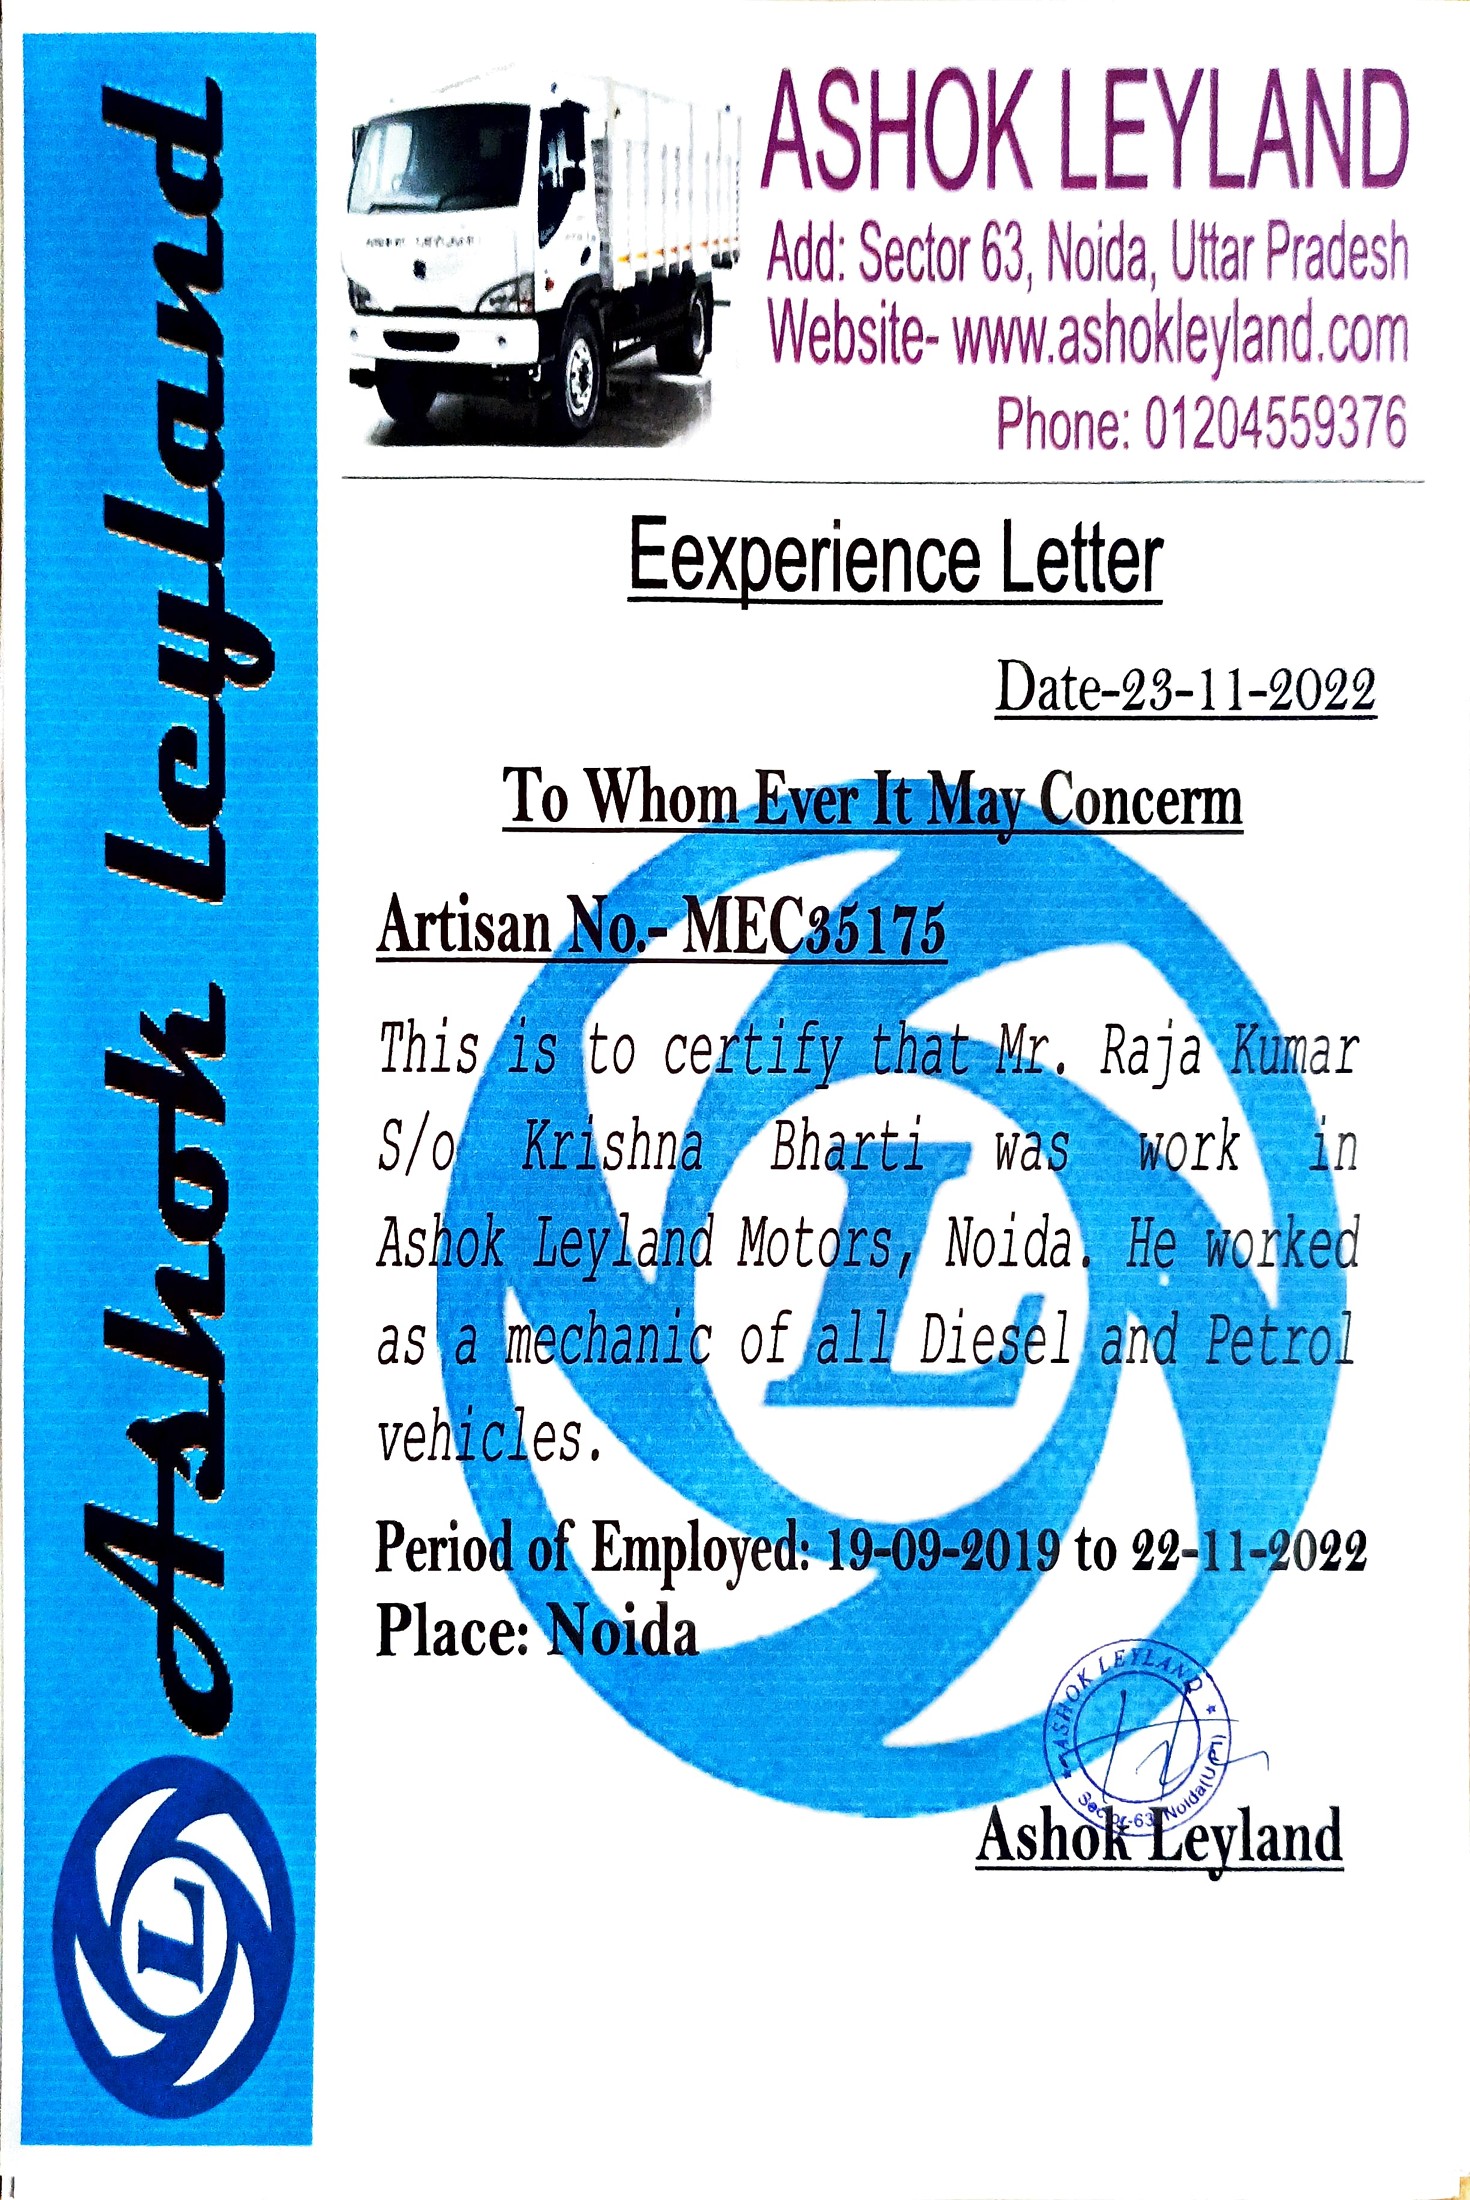 Ashok Leyland
L
ASHOK LEYLAND
Add: Sector 63, Noida, Uttar Pradesh
Website- www.ashokleyland.com
Phone: 01204559376
Eexperience Letter
Date-23-11-2022
To Whom Ever It May Concerm
Artisan No.- MEC35175
This is to certify that Mr. Raja Kumar
S/o Krishna Bharti was work in
Ashok Leyland Motors, Noida. He worked
as a mechanic of all Diesel and Petrol
vehicles.
L
Period of Employed: 19-09-2019 to 22-11-2022
Place: Noida
ASHOK LEYLAND
Sector-63, Noida(U.P.)
Ashok Leyland